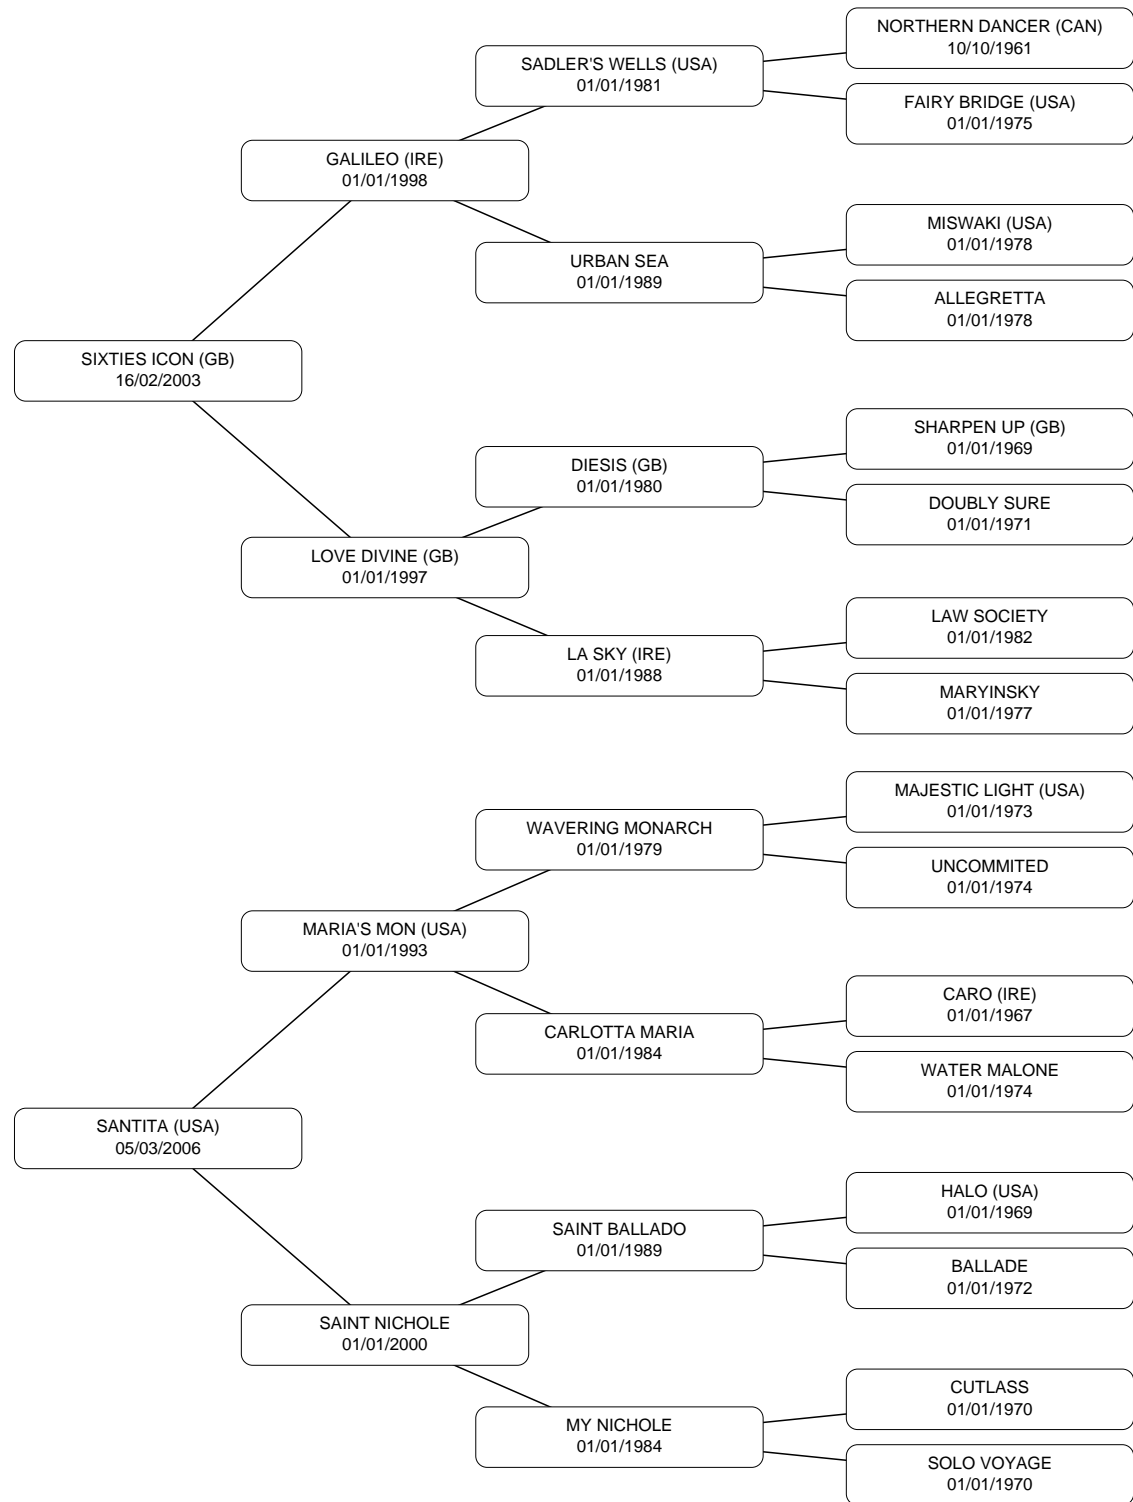 NORTHERN DANCER (CAN)
10/10/1961
SADLER'S WELLS (USA)
01/01/1981
FAIRY BRIDGE (USA)
01/01/1975
GALILEO (IRE)
01/01/1998
MISWAKI (USA)
01/01/1978
URBAN SEA
01/01/1989
ALLEGRETTA
01/01/1978
SIXTIES ICON (GB)
16/02/2003
SHARPEN UP (GB)
01/01/1969
DIESIS (GB)
01/01/1980
DOUBLY SURE
01/01/1971
LOVE DIVINE (GB)
01/01/1997
LAW SOCIETY
01/01/1982
LA SKY (IRE)
01/01/1988
MARYINSKY
01/01/1977
MAJESTIC LIGHT (USA)
01/01/1973
WAVERING MONARCH
01/01/1979
UNCOMMITED
01/01/1974
MARIA'S MON (USA)
01/01/1993
CARO (IRE)
01/01/1967
CARLOTTA MARIA
01/01/1984
WATER MALONE
01/01/1974
SANTITA (USA)
05/03/2006
HALO (USA)
01/01/1969
SAINT BALLADO
01/01/1989
BALLADE
01/01/1972
SAINT NICHOLE
01/01/2000
CUTLASS
01/01/1970
MY NICHOLE
01/01/1984
SOLO VOYAGE
01/01/1970